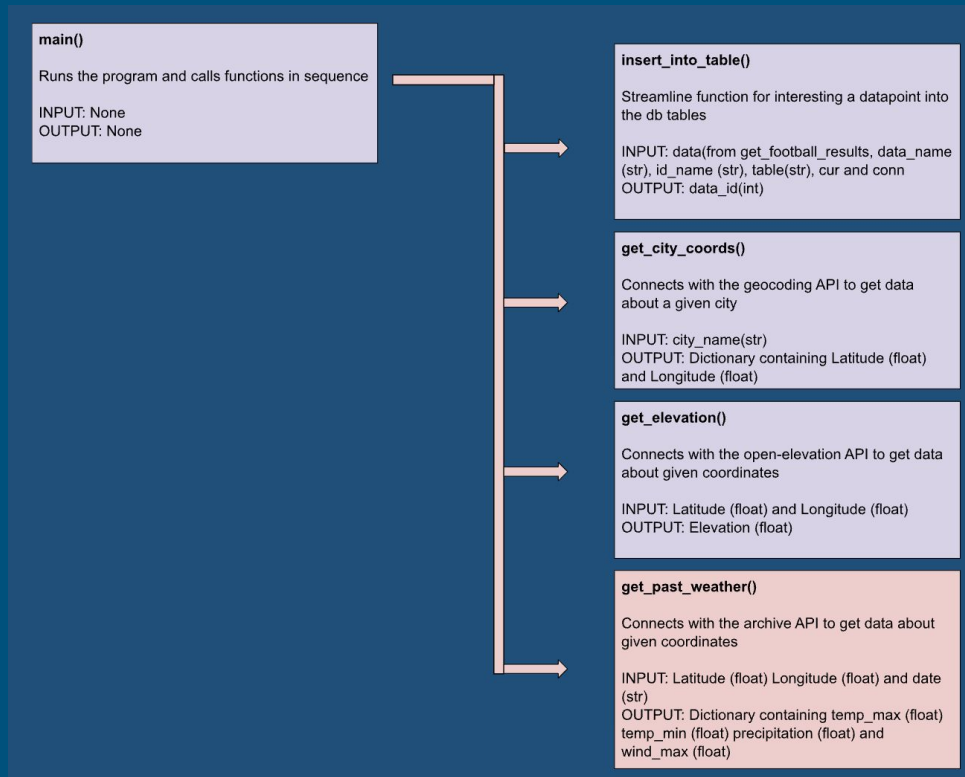 main()
Runs the program and calls functions in sequence
INPUT: None
OUTPUT: None
insert_into_table()
Streamline function for interesting a datapoint into
the db tables
INPUT: data(from get_football_results, data_name
(str), id_name (str), table(str), cur and conn
OUTPUT: data_id(int)
get_city_coords()
Connects with the geocoding API to get data
about a given city
INPUT: city_name(str)
OUTPUT: Dictionary containing Latitude (float)
and Longitude (float)
get_elevation()
Connects with the open-elevation API to get data
about given coordinates
INPUT: Latitude (float) and Longitude (float)
OUTPUT: Elevation (float)
get_past_weather()
Connects with the archive API to get data about
given coordinates
INPUT: Latitude (float) Longitude (float) and date
(str)
OUTPUT: Dictionary containing temp_max (float)
temp_min (float) precipitation (float) and
wind_max (float)